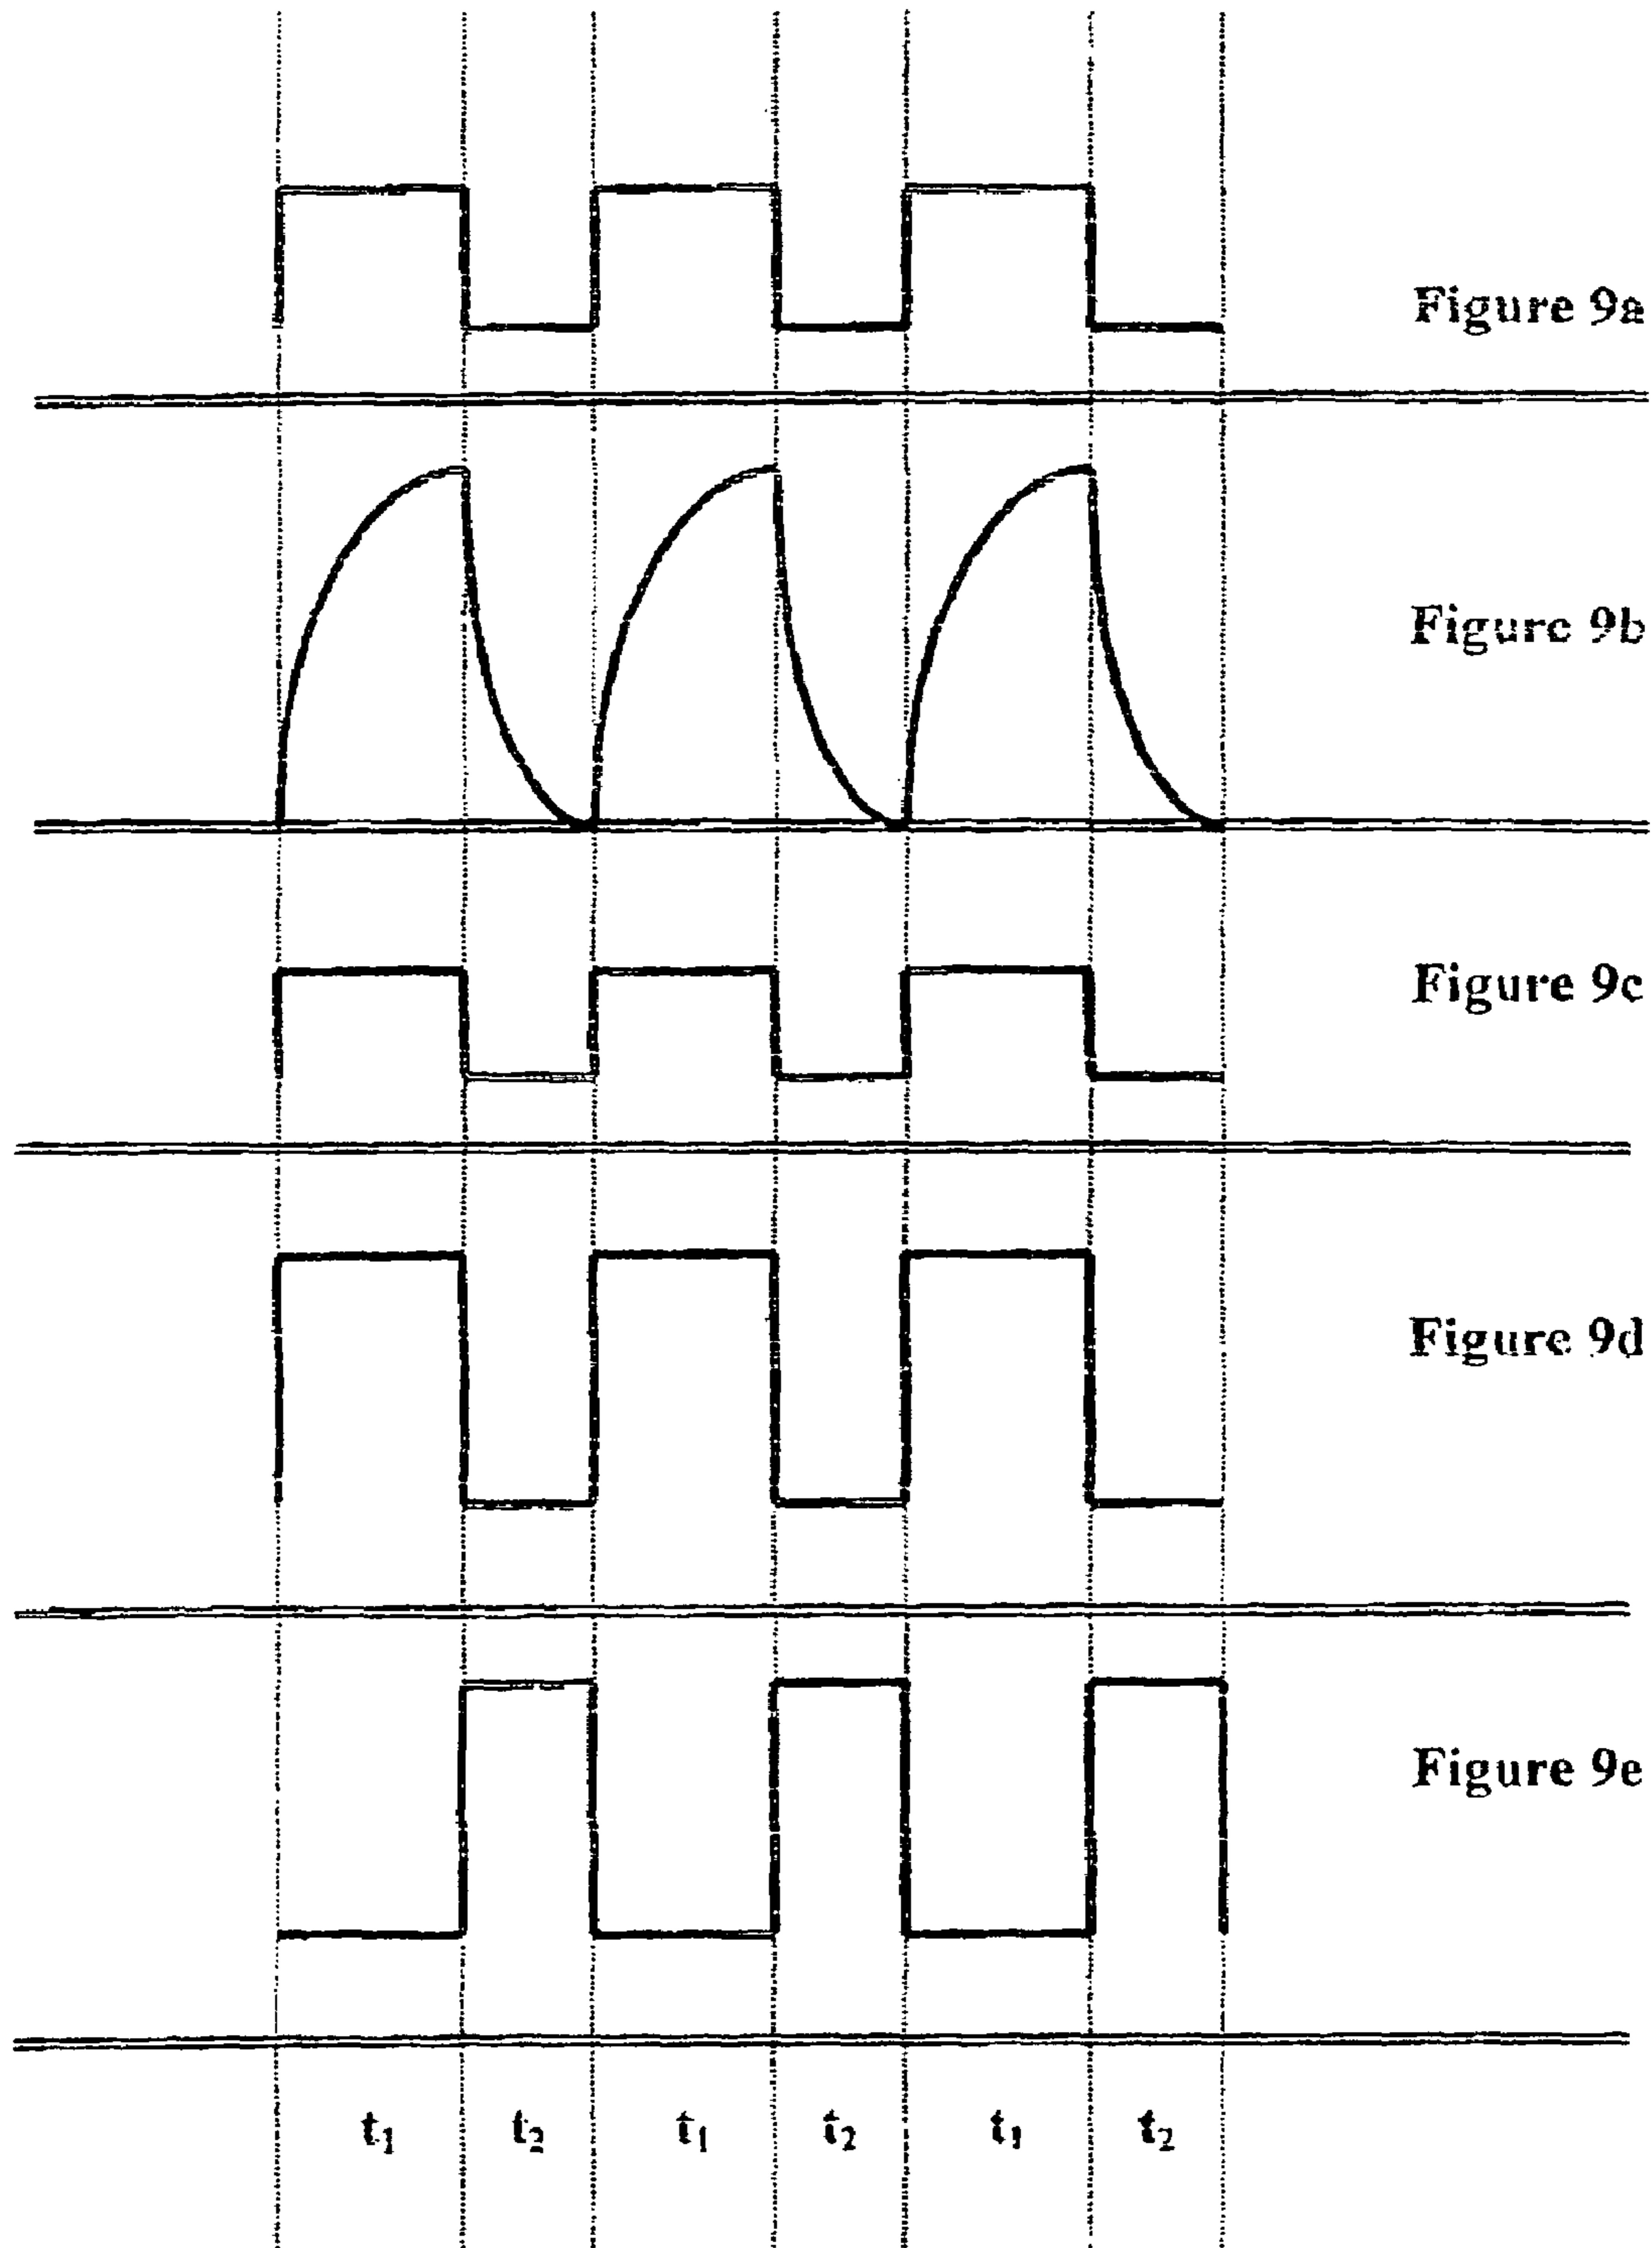 Figure 9a
Figure 9b
Figure 9c
Figure 9d
Figure 9e
t₁ t₂ t₁ t₂ t₁ t₂